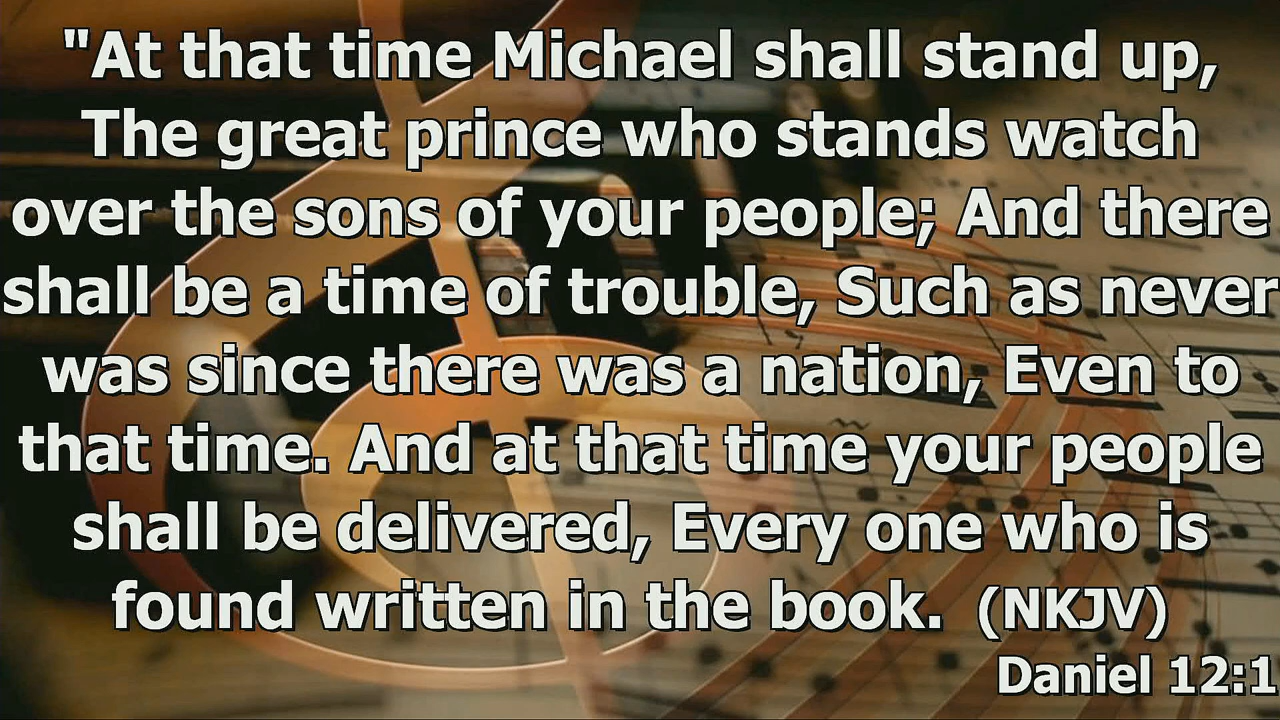 "At that time Michael shall stand up,
The great prince who stands watch
over the sons of your people; And there
shall be a time of trouble, Such as never
was since there was a nation, Even to
that time. And at that time your people
shall be delivered, Every one who is
found written in the book.  (NKJV)
Daniel 12:1